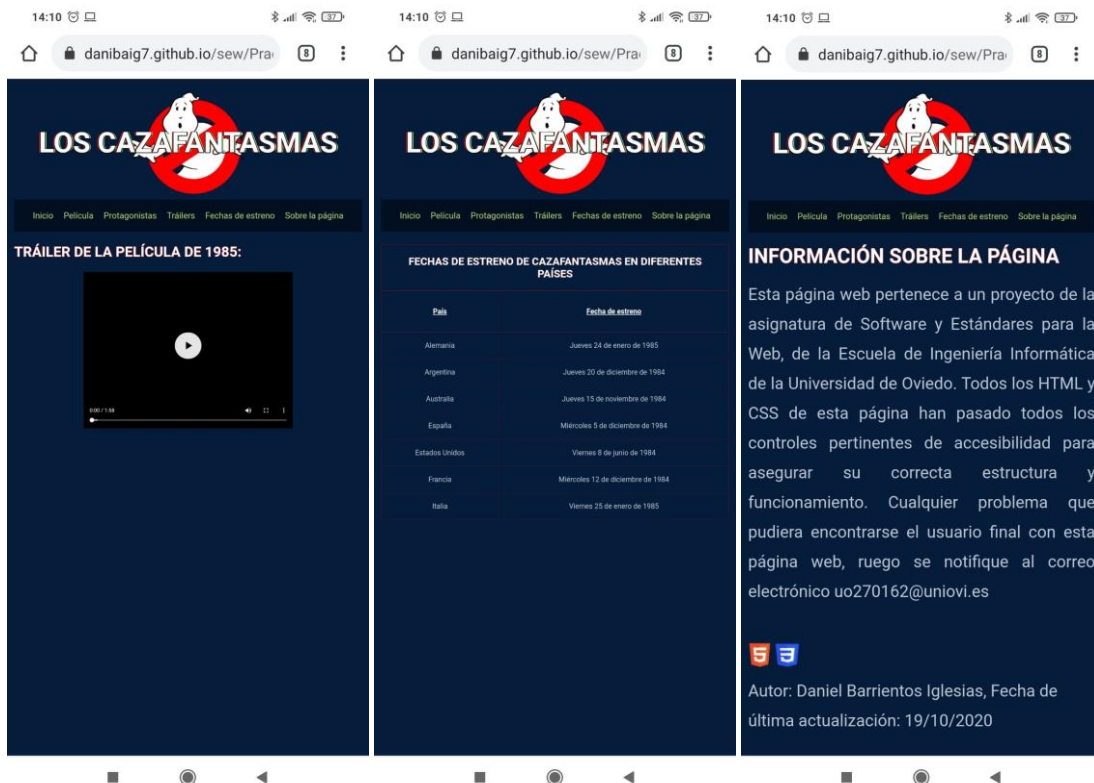 14:10
37
danibaig7.github.io/sew/Pra
8
LOS CAZAFANTASMAS
Inicio Película Protagonistas Tráilers Fechas de estreno Sobre la página
TRÁILER DE LA PELÍCULA DE 1985:
0:00 / 1:58
14:10
37
danibaig7.github.io/sew/Pra
8
LOS CAZAFANTASMAS
Inicio Película Protagonistas Tráilers Fechas de estreno Sobre la página
FECHAS DE ESTRENO DE CAZAFANTASMAS EN DIFERENTES
PAÍSES
País Fecha de estreno
Alemania Jueves 24 de enero de 1985
Argentina Jueves 20 de diciembre de 1984
Australia Jueves 15 de noviembre de 1984
España Miércoles 5 de diciembre de 1984
Estados Unidos Viernes 8 de junio de 1984
Francia Miércoles 12 de diciembre de 1984
Italia Viernes 25 de enero de 1985
14:10
37
danibaig7.github.io/sew/Pra
8
LOS CAZAFANTASMAS
Inicio Película Protagonistas Tráilers Fechas de estreno Sobre la página
INFORMACIÓN SOBRE LA PÁGINA
Esta página web pertenece a un proyecto de la
asignatura de Software y Estándares para la
Web, de la Escuela de Ingeniería Informática
de la Universidad de Oviedo. Todos los HTML y
CSS de esta página han pasado todos los
controles pertinentes de accesibilidad para
asegurar su correcta estructura y
funcionamiento. Cualquier problema que
pudiera encontrarse el usuario final con esta
página web, ruego se notifique al correo
electrónico uo270162@uniovi.es
5 3
Autor: Daniel Barrientos Iglesias, Fecha de
última actualización: 19/10/2020